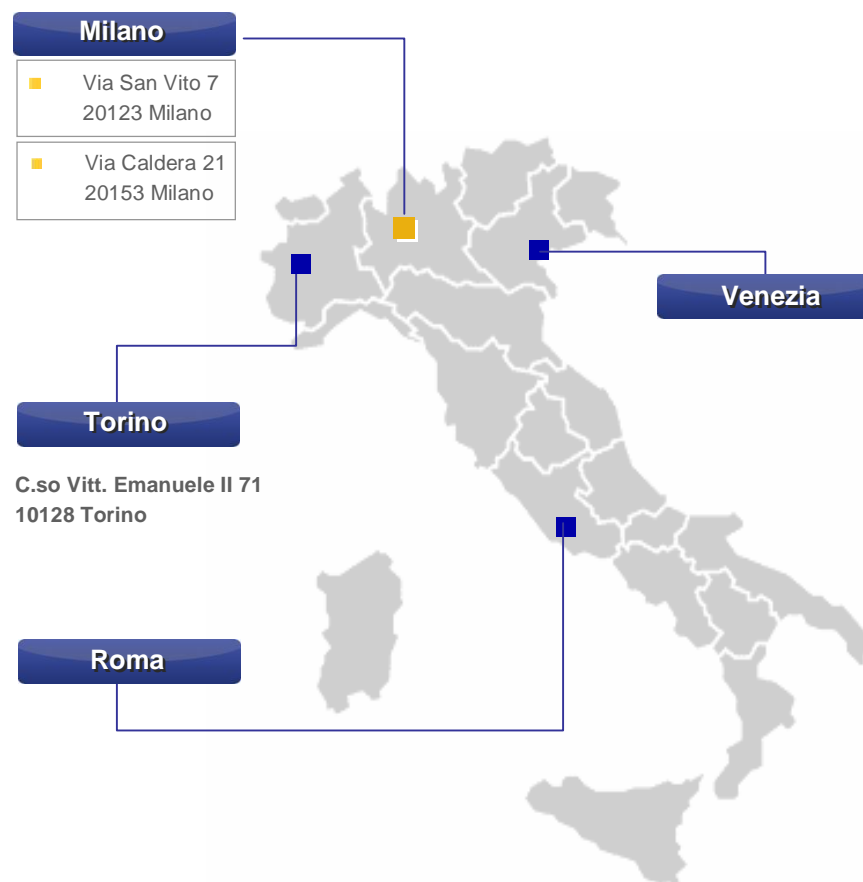 Milano
Via San Vito 7
20123 Milano
Via Caldera 21
20153 Milano
Venezia
Torino
C.so Vitt. Emanuele II 71
10128 Torino
Roma